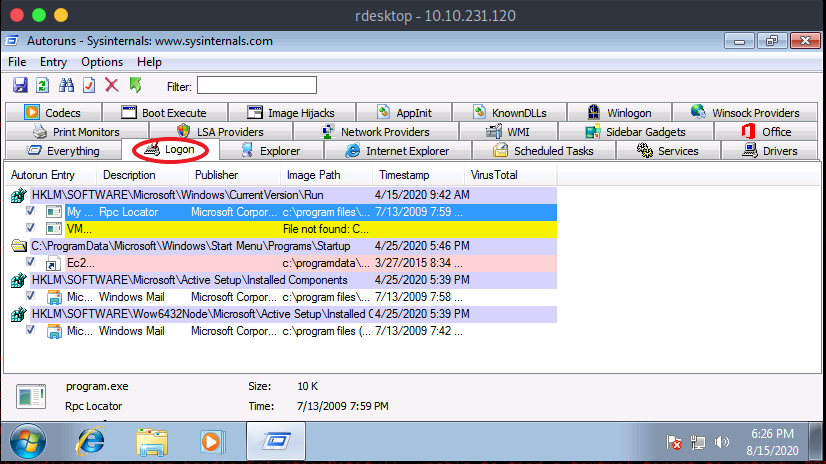 rdesktop - 10.10.231.120
Autoruns - Sysinternals: www.sysinternals.com
File Entry Options Help
Filter:
Codecs Boot Execute Image Hijacks AppInit KnownDLLs Winlogon Winsock Providers
Print Monitors LSA Providers Network Providers WMI Sidebar Gadgets Office
Everything Logon Explorer Internet Explorer Scheduled Tasks Services Drivers
Autorun Entry Description Publisher Image Path Timestamp VirusTotal
HKLM\SOFTWARE\Microsoft\Windows\CurrentVersion\Run 4/15/2020 9:42 AM
My ... Rpc Locator Microsoft Corpor... c:\program files\... 7/13/2009 7:59 ...
VM... File not found: C...
C:\ProgramData\Microsoft\Windows\Start Menu\Programs\Startup 4/25/2020 5:46 PM
Ec2... c:\programdata\... 3/27/2015 8:34 ...
HKLM\SOFTWARE\Microsoft\Active Setup\Installed Components 4/25/2020 5:39 PM
Mic... Windows Mail Microsoft Corpor... c:\program files\... 7/13/2009 7:58 ...
HKLM\SOFTWARE\Wow6432Node\Microsoft\Active Setup\Installed C 4/25/2020 5:39 PM
Mic... Windows Mail Microsoft Corpor... c:\program files (... 7/13/2009 7:42 ...
program.exe Size: 10 K
Rpc Locator Time: 7/13/2009 7:59 PM
6:26 PM
8/15/2020